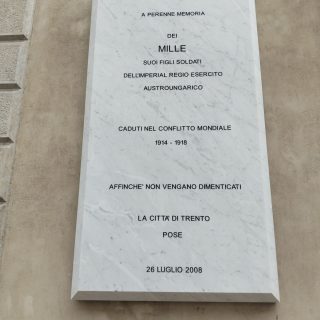 A PERENNE MEMORIA
DEI
MILLE
SUOI FIGLI SOLDATI
DELL'IMPERIAL REGIO ESERCITO
AUSTROUNGARICO
CADUTI NEL CONFLITTO MONDIALE
1914 - 1918
AFFINCHE' NON VENGANO DIMENTICATI
LA CITTA' DI TRENTO
POSE
26 LUGLIO 2008